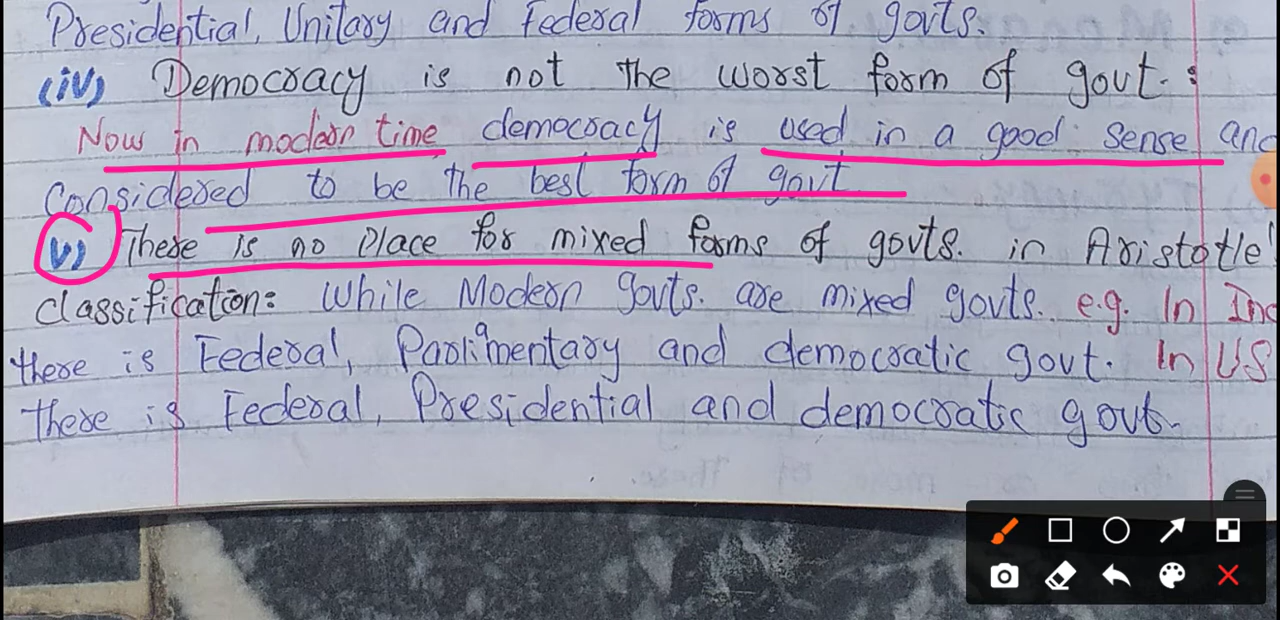 Presidential, Unitary and Federal forms of govts.
(iv) Democracy is not the worst form of govt. :
Now in modern time democracy is used in a good sense and
Considered to be the best form of govt
(v) There is no place for mixed forms of govts. in Aristotle's
classification: While Modern govts. are mixed govts. e.g. In Ind
there is Federal, Parlimentary and democratic govt. In US
there is Federal, Presidential and democratic govt.